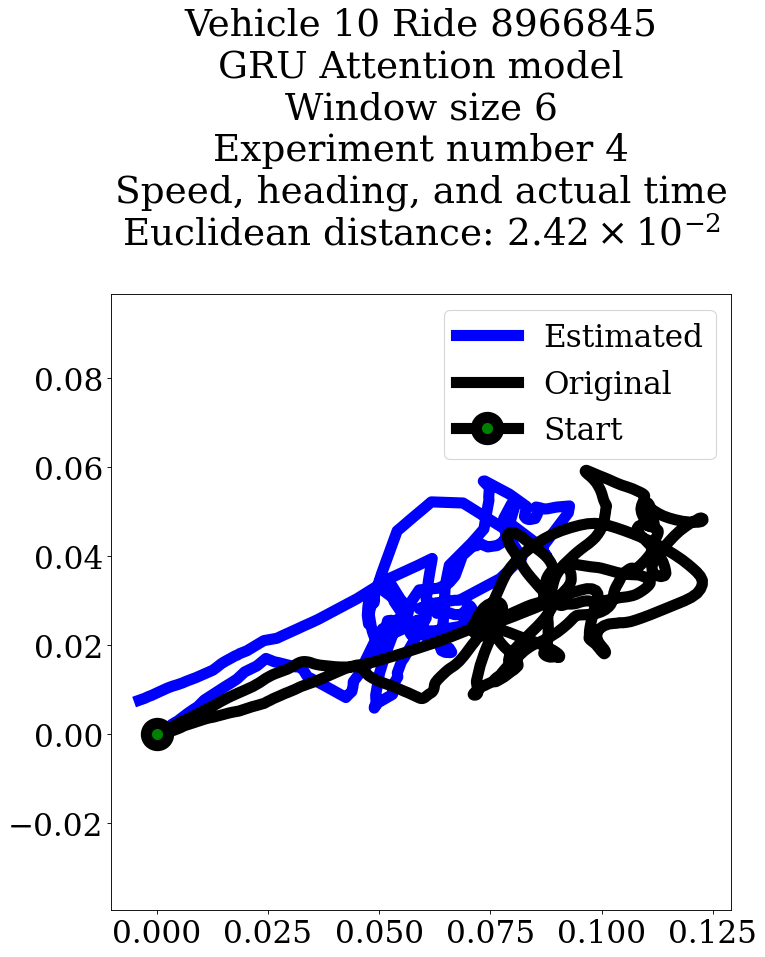 Vehicle 10 Ride 8966845
GRU Attention model
Window size 6
Experiment number 4
Speed, heading, and actual time
Euclidean distance: 2.42 × 10⁻²
Estimated
Original
Start
0.08
0.06
0.04
0.02
0.00
−0.02
0.000 0.025 0.050 0.075 0.100 0.125